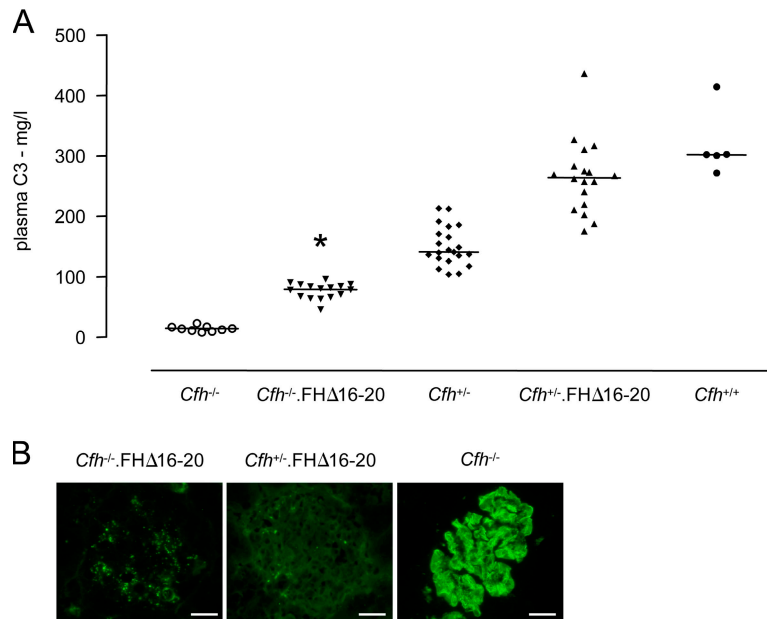 A
500
400
300
200
100
0
plasma C3 - mg/l
*
Cfh-/- Cfh-/-.FHΔ16-20 Cfh+/- Cfh+/-.FHΔ16-20 Cfh+/+
B
Cfh-/-.FHΔ16-20 Cfh+/-.FHΔ16-20 Cfh-/-